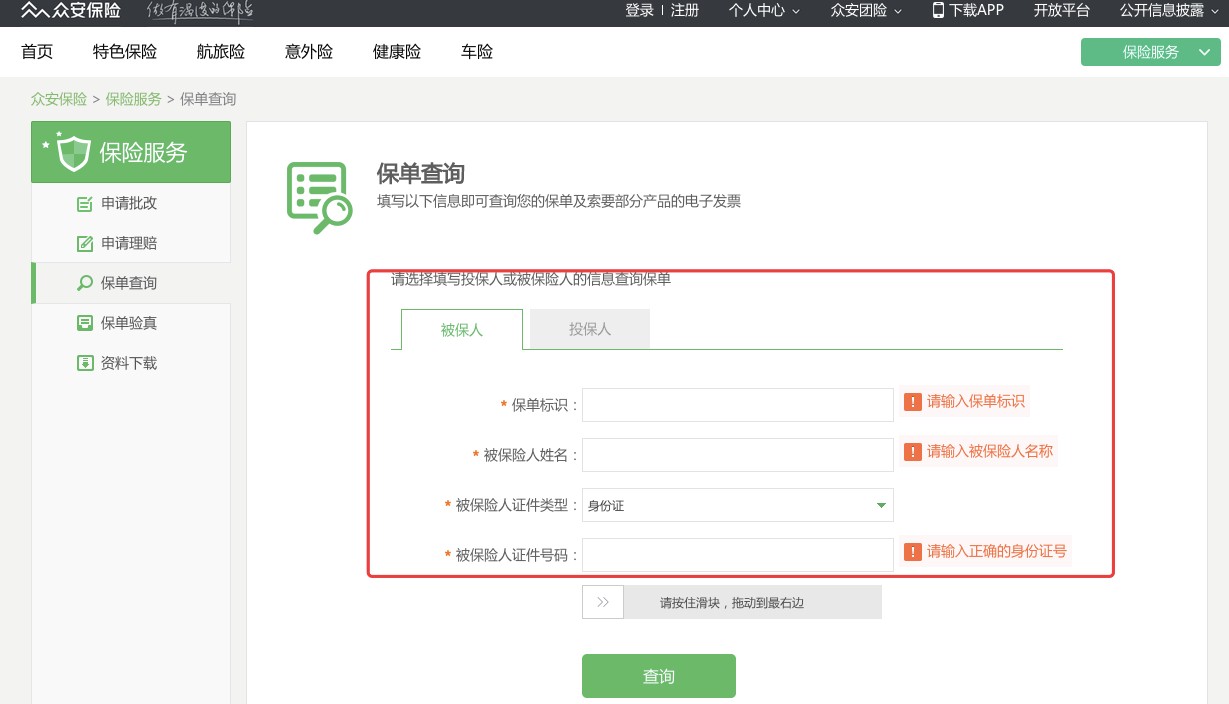 众安保险 做有温度的保险 登录 | 注册 个人中心 众安团险 下载APP 开放平台 公开信息披露
首页 特色保险 航旅险 意外险 健康险 车险 保险服务
众安保险 > 保险服务 > 保单查询
保险服务
申请批改
申请理赔
保单查询
保单验真
资料下载
保单查询
填写以下信息即可查询您的保单及索要部分产品的电子发票
请选择填写投保人或被保险人的信息查询保单
被保人 投保人
* 保单标识： ! 请输入保单标识
* 被保险人姓名： ! 请输入被保险人名称
* 被保险人证件类型： 身份证
* 被保险人证件号码： ! 请输入正确的身份证号
>> 请按住滑块，拖动到最右边
查询